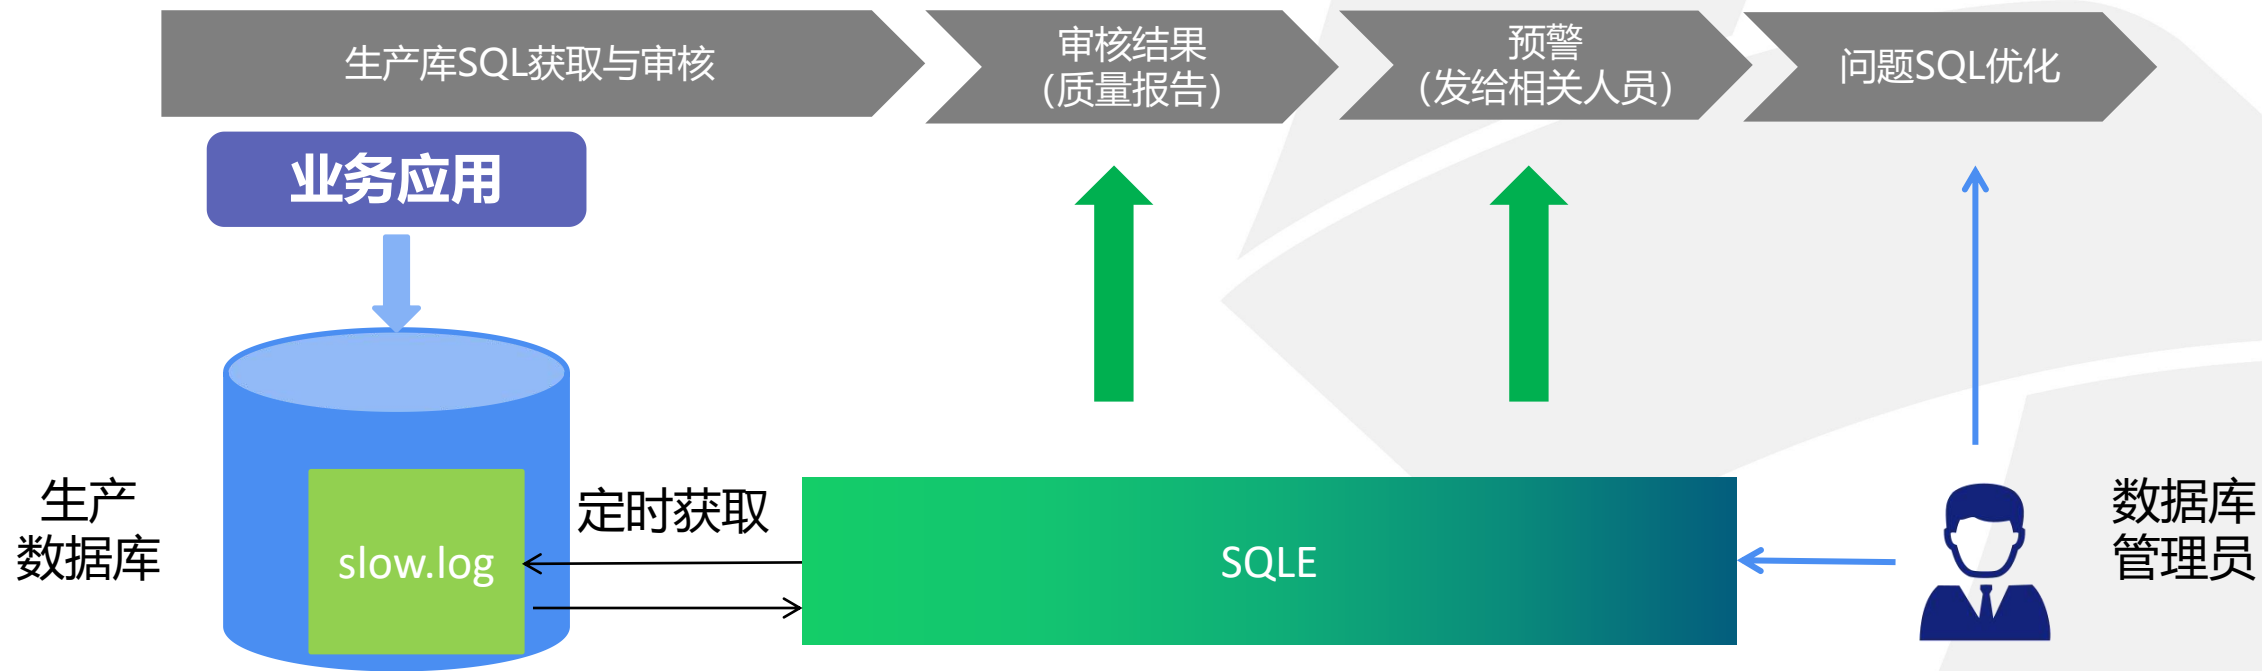 生产库SQL获取与审核
审核结果
（质量报告）
预警
（发给相关人员）
问题SQL优化
业务应用
生产
数据库
slow.log
定时获取
SQLE
数据库
管理员